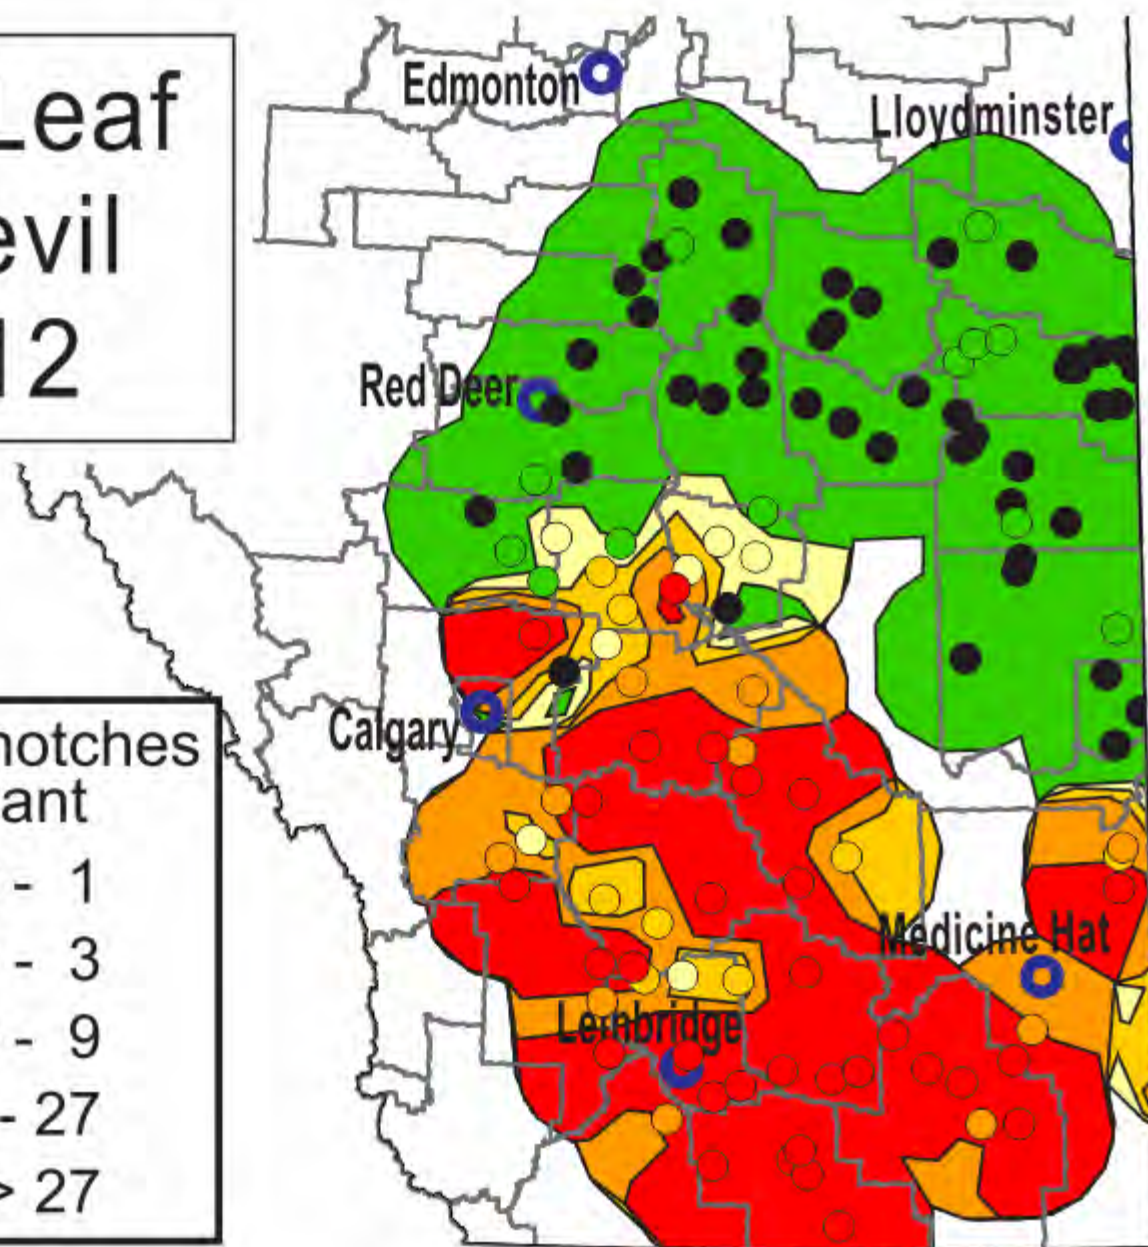 Leaf
evil
12
Edmonton
Lloydminster
Red Deer
Calgary
notches
ant
- 1
- 3
- 9
- 27
> 27
Medicine Hat
Lethbridge